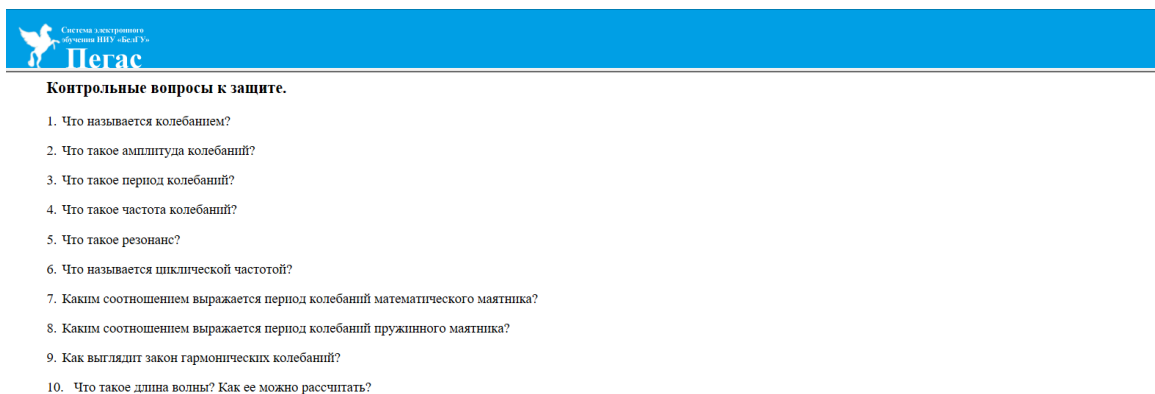 Система электронного
обучения НИУ «БелГУ»
Пегас
Контрольные вопросы к защите.
1. Что называется колебанием?
2. Что такое амплитуда колебаний?
3. Что такое период колебаний?
4. Что такое частота колебаний?
5. Что такое резонанс?
6. Что называется циклической частотой?
7. Каким соотношением выражается период колебаний математического маятника?
8. Каким соотношением выражается период колебаний пружинного маятника?
9. Как выглядит закон гармонических колебаний?
10. Что такое длина волны? Как ее можно рассчитать?